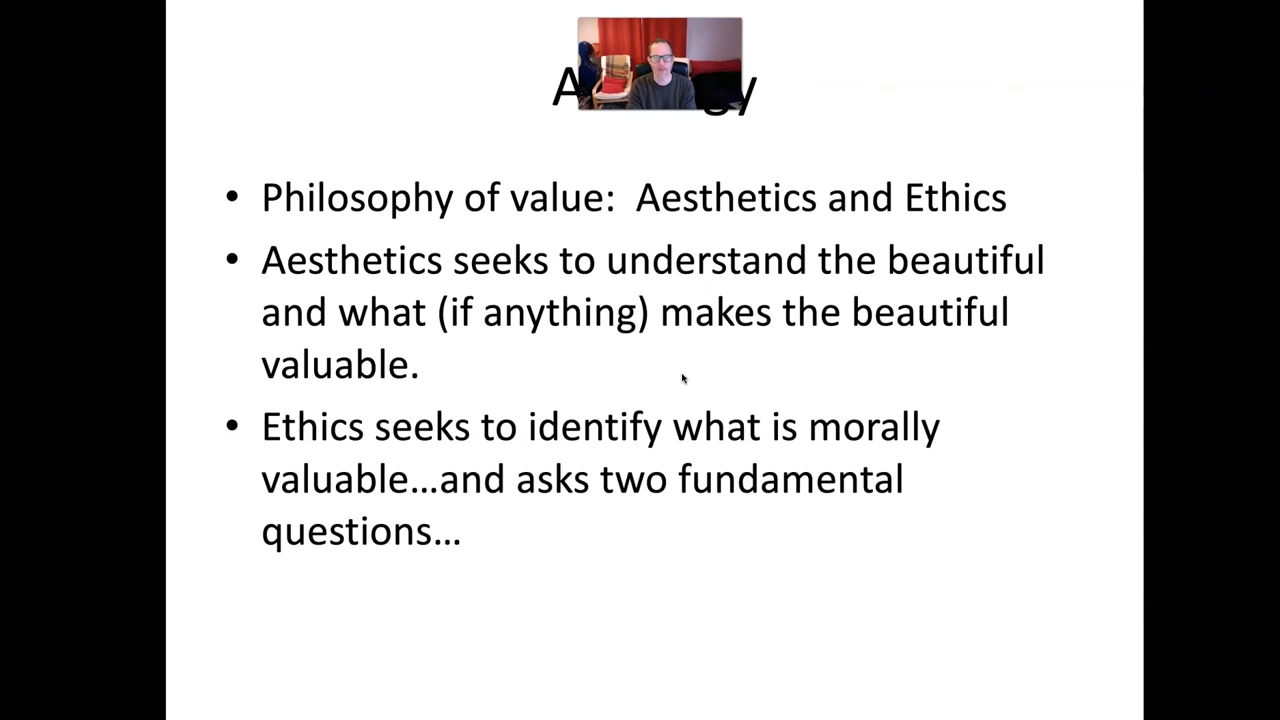 • Philosophy of value:  Aesthetics and Ethics
• Aesthetics seeks to understand the beautiful
and what (if anything) makes the beautiful
valuable.
• Ethics seeks to identify what is morally
valuable…and asks two fundamental
questions…